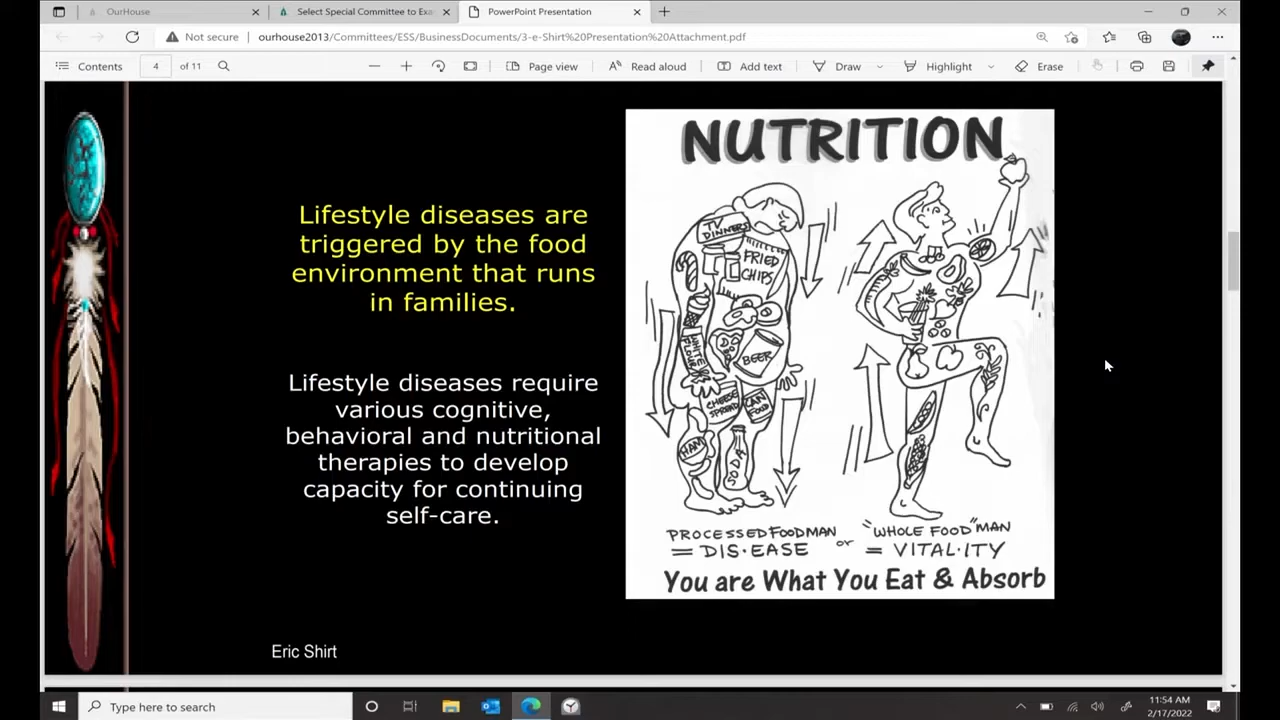 OurHouse
Select Special Committee to Exa
PowerPoint Presentation
Not secure
ourhouse2013/Committees/ESS/BusinessDocuments/3-e-Shirt%20Presentation%20Attachment.pdf
Contents
4
of 11
Page view
Read aloud
Add text
Draw
Highlight
Erase
Lifestyle diseases are
triggered by the food
environment that runs
in families.
Lifestyle diseases require
various cognitive,
behavioral and nutritional
therapies to develop
capacity for continuing
self-care.
Eric Shirt
NUTRITION
TV
DINNERS
FRIED
CHIPS
WHITE
FLOUR
BEER
CHEESE
SPREAD
CAN
FOOD
HAM
SODA
PROCESSED FOOD MAN
= DIS·EASE
or
"WHOLE FOOD" MAN
= VITAL·ITY
You are What You Eat & Absorb
Type here to search
11:54 AM
2/17/2022